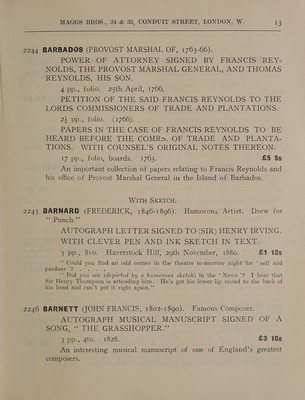 MAGGS BROS., 34 & 35, CONDUIT STREET, LONDON, W. 13
2244 BARBADOS (PROVOST MARSHAL OF, 1763-66).
POWER OF ATTORNEY SIGNED BY FRANCIS REY-
NOLDS, THE PROVOST MARSHAL GENERAL, AND THOMAS
REYNOLDS, HIS SON.
4 pp., folio. 25th April, 1766.
PETITION OF THE SAID FRANCIS REYNOLDS TO THE
LORDS COMMISSIONERS OF TRADE AND PLANTATIONS.
2½ pp., folio. (1766).
PAPERS IN THE CASE OF FRANCIS REYNOLDS TO BE
HEARD BEFORE THE COMRS. OF TRADE AND PLANTA-
TIONS. WITH COUNSEL'S ORIGINAL NOTES THEREON.
17 pp., folio, boards. 1763. £5 5s
An important collection of papers relating to Francis Reynolds and
his office of Provost Marshal General in the Island of Barbados.
WITH SKETCH.
2245 BARNARD (FREDERICK, 1846-1896). Humorous Artist. Drew for
"Punch."
AUTOGRAPH LETTER SIGNED TO (SIR) HENRY IRVING.
WITH CLEVER PEN AND INK SKETCH IN TEXT.
3 pp., 8vo. Haverstock Hill, 29th November, 1880. £1 10s
"Could you find an odd corner in the theatre to-morrow night for 'self and
pardner'? . . . .
"Did you see (depicted by a humorous sketch) in the 'News'? I hear that
Sir Henry Thompson is attending him. He's got his lower lip round to the back of
his head and can't get it right again."
2246 BARNETT (JOHN FRANCIS, 1802-1890). Famous Composer.
AUTOGRAPH MUSICAL MANUSCRIPT SIGNED OF A
SONG, "THE GRASSHOPPER."
3 pp., 4to. 1828. £3 10s
An interesting musical manuscript of one of England's greatest
composers.